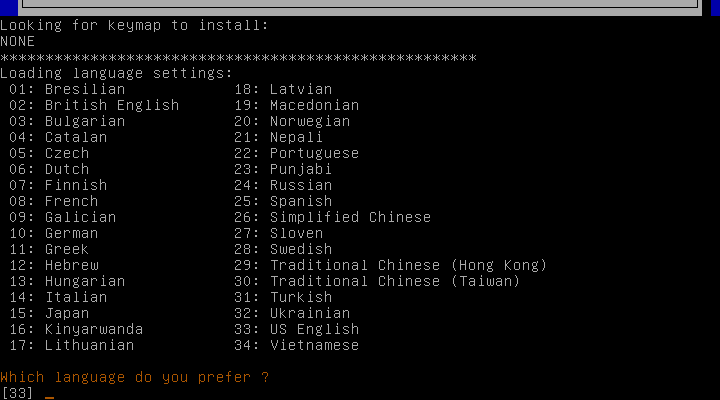 Looking for keymap to install:
NONE
*****************************************************
Loading language settings:
01: Bresilian 18: Latvian
02: British English 19: Macedonian
03: Bulgarian 20: Norwegian
04: Catalan 21: Nepali
05: Czech 22: Portuguese
06: Dutch 23: Punjabi
07: Finnish 24: Russian
08: French 25: Spanish
09: Galician 26: Simplified Chinese
10: German 27: Sloven
11: Greek 28: Swedish
12: Hebrew 29: Traditional Chinese (Hong Kong)
13: Hungarian 30: Traditional Chinese (Taiwan)
14: Italian 31: Turkish
15: Japan 32: Ukrainian
16: Kinyarwanda 33: US English
17: Lithuanian 34: Vietnamese
Which language do you prefer ?
[33] _